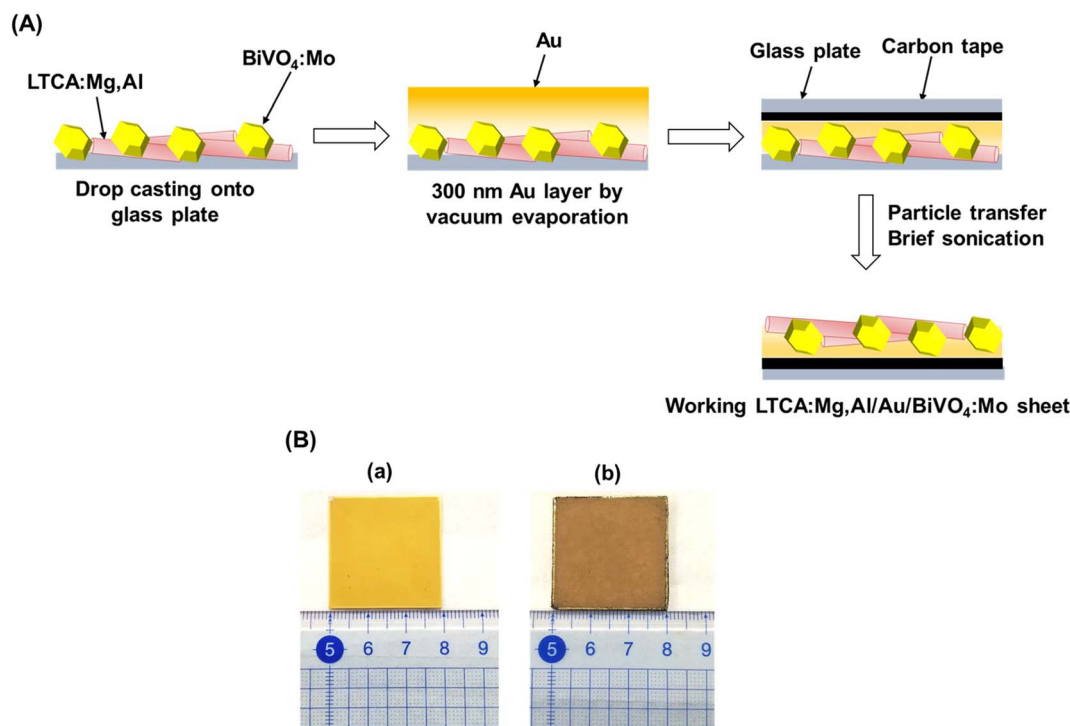 (A)
LTCA:Mg,Al
BiVO₄:Mo
Drop casting onto
glass plate
Au
300 nm Au layer by
vacuum evaporation
Glass plate
Carbon tape
Particle transfer
Brief sonication
Working LTCA:Mg,Al/Au/BiVO₄:Mo sheet
(B)
(a)
(b)
5 6 7 8 9
5 6 7 8 9